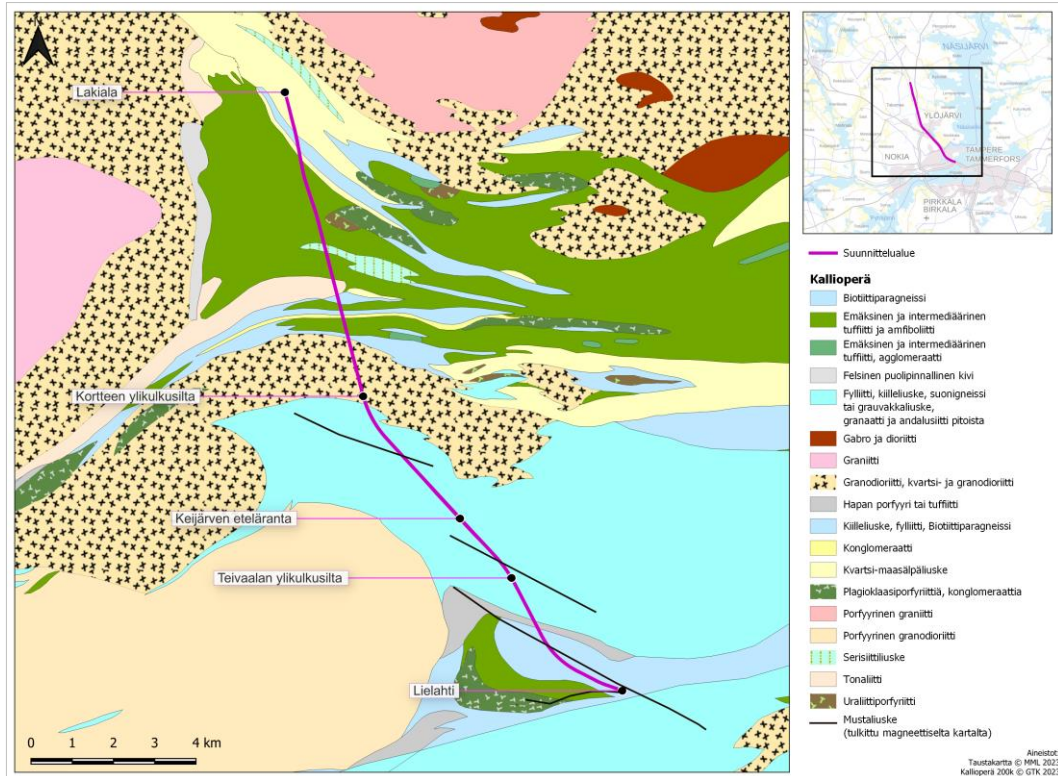 N
Lakiala
Kortteen ylikulkusilta
Keijärven eteläranta
Teivaalan ylikulkusilta
Lielahti
0 1 2 3 4 km
NÄSIJÄRVI
YLÖJÄRVI
NOKIA
TAMPERE
TAMMERFORS
PIRKKALA
BIRKALA
Suunnittelualue
Kallioperä
Biotiittiparagneissi
Emäksinen ja intermediäärinen
tuffiitti ja amfiboliitti
Emäksinen ja intermediäärinen
tuffiitti, agglomeraatti
Felsinen puolipinnallinen kivi
Fylliitti, kiilleliuske, suonigneissi
tai grauvakkaliuske,
granaatti ja andalusiitti pitoista
Gabro ja dioriitti
Graniitti
Granodioriitti, kvartsi- ja granodioriitti
Hapan porfyyri tai tuffiitti
Kiilleliuske, fylliitti, Biotiittiparagneissi
Konglomeraatti
Kvartsi-maasälpäliuske
Plagioklaasiporfyriittiä, konglomeraattia
Porfyyrinen graniitti
Porfyyrinen granodioriitti
Serisiittiliuske
Tonaliitti
Uraliittiporfyriitti
Mustaliuske
(tulkittu magneettiselta kartalta)
Aineistot
Taustakartta © MML 2023
Kallioperä 200k © GTK 2023